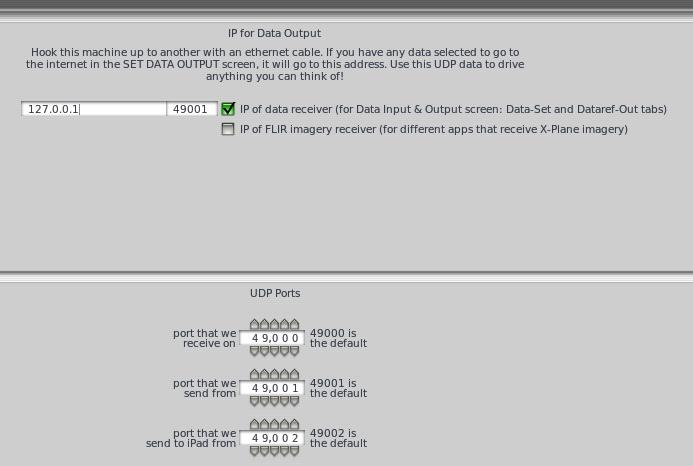 IP for Data Output
Hook this machine up to another with an ethernet cable. If you have any data selected to go to
the internet in the SET DATA OUTPUT screen, it will go to this address. Use this UDP data to drive
anything you can think of!
127.0.0.1 49001 IP of data receiver (for Data Input & Output screen: Data-Set and Dataref-Out tabs)
IP of FLIR imagery receiver (for different apps that receive X-Plane imagery)
UDP Ports
port that we
receive on
49,000
49000 is
the default
port that we
send from
49,001
49001 is
the default
port that we
send to iPad from
49,002
49002 is
the default